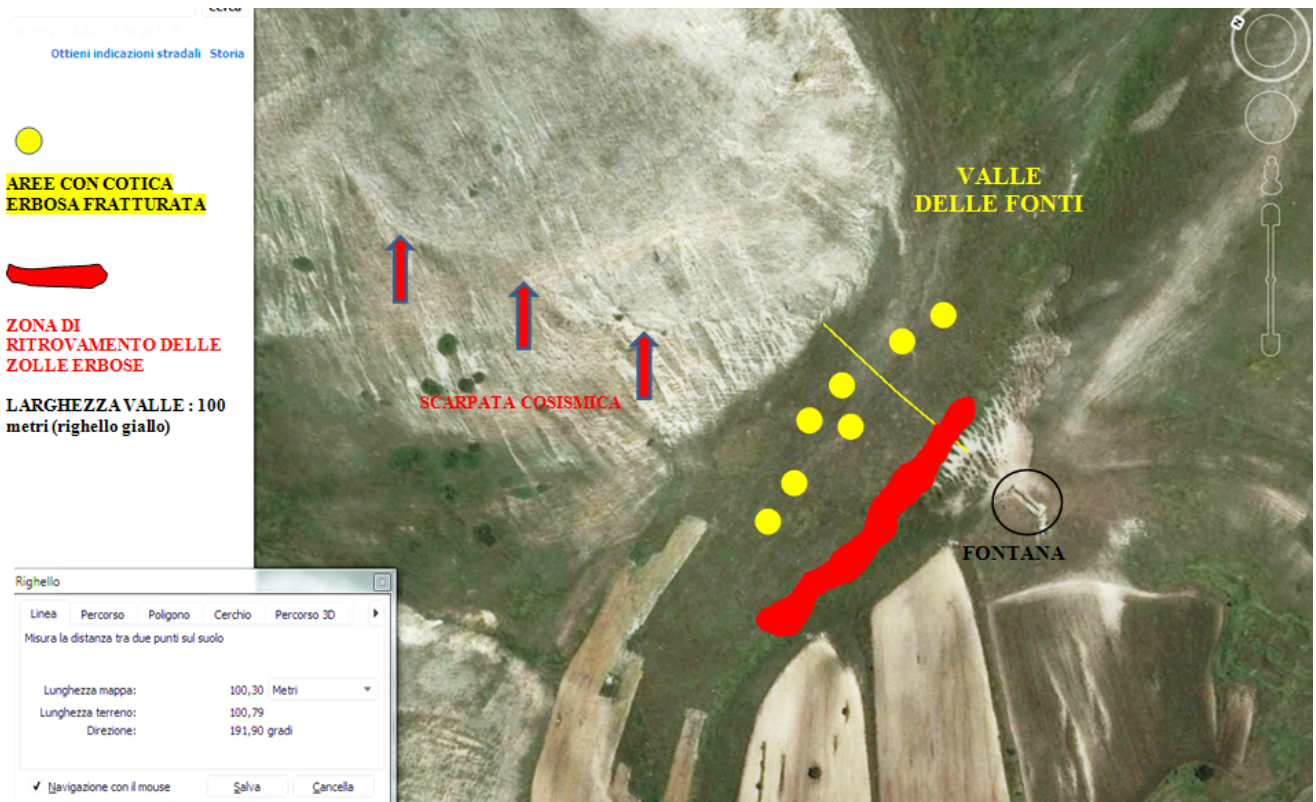 Cerca
Ottieni indicazioni stradali Storia
AREE CON COTICA
ERBOSA FRATTURATA
ZONA DI
RITROVAMENTO DELLE
ZOLLE ERBOSE
LARGHEZZA VALLE : 100
metri (righello giallo)
N
VALLE
DELLE FONTI
SCARPATA COSISMICA
FONTANA
Righello
Linea Percorso Poligono Cerchio Percorso 3D
Misura la distanza tra due punti sul suolo
Lunghezza mappa: 100,30 Metri
Lunghezza terreno: 100,79
Direzione: 191,90 gradi
Navigazione con il mouse Salva Cancella